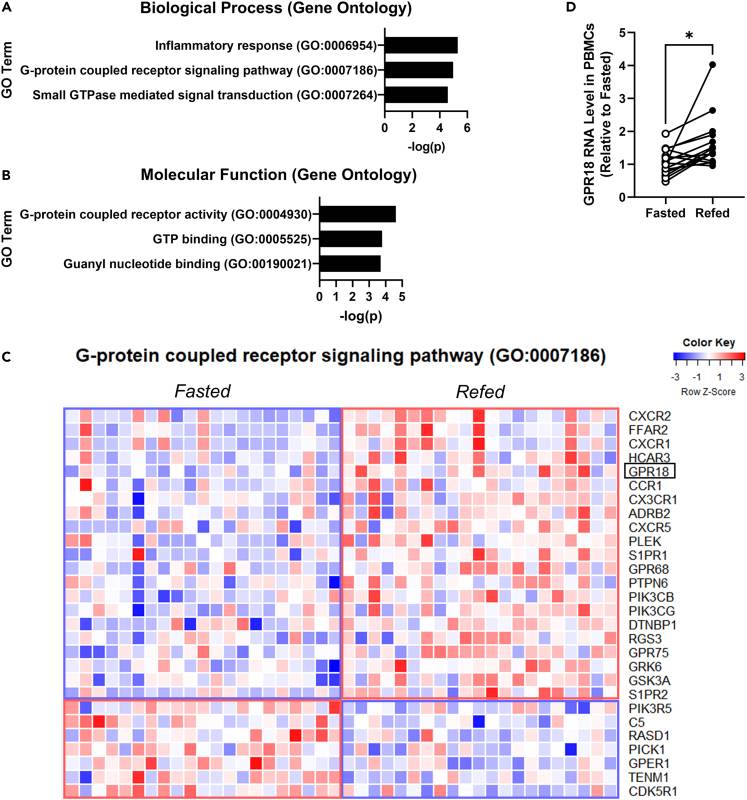 A
Biological Process (Gene Ontology)
GO Term
Inflammatory response (GO:0006954)
G-protein coupled receptor signaling pathway (GO:0007186)
Small GTPase mediated signal transduction (GO:0007264)
0 2 4 6
-log(p)
B
Molecular Function (Gene Ontology)
GO Term
G-protein coupled receptor activity (GO:0004930)
GTP binding (GO:0005525)
Guanyl nucleotide binding (GO:00190021)
0 1 2 3 4 5
-log(p)
D
GPR18 RNA Level in PBMCs
(Relative to Fasted)
5
4
3
2
1
0
*
Fasted Refed
C
G-protein coupled receptor signaling pathway (GO:0007186)
Color Key
-3 -1 1 3
Row Z-Score
Fasted Refed
CXCR2
FFAR2
CXCR1
HCAR3
GPR18
CCR1
CX3CR1
ADRB2
CXCR5
PLEK
S1PR1
GPR68
PTPN6
PIK3CB
PIK3CG
DTNBP1
RGS3
GPR75
GRK6
GSK3A
S1PR2
PIK3R5
C5
RASD1
PICK1
GPER1
TENM1
CDK5R1